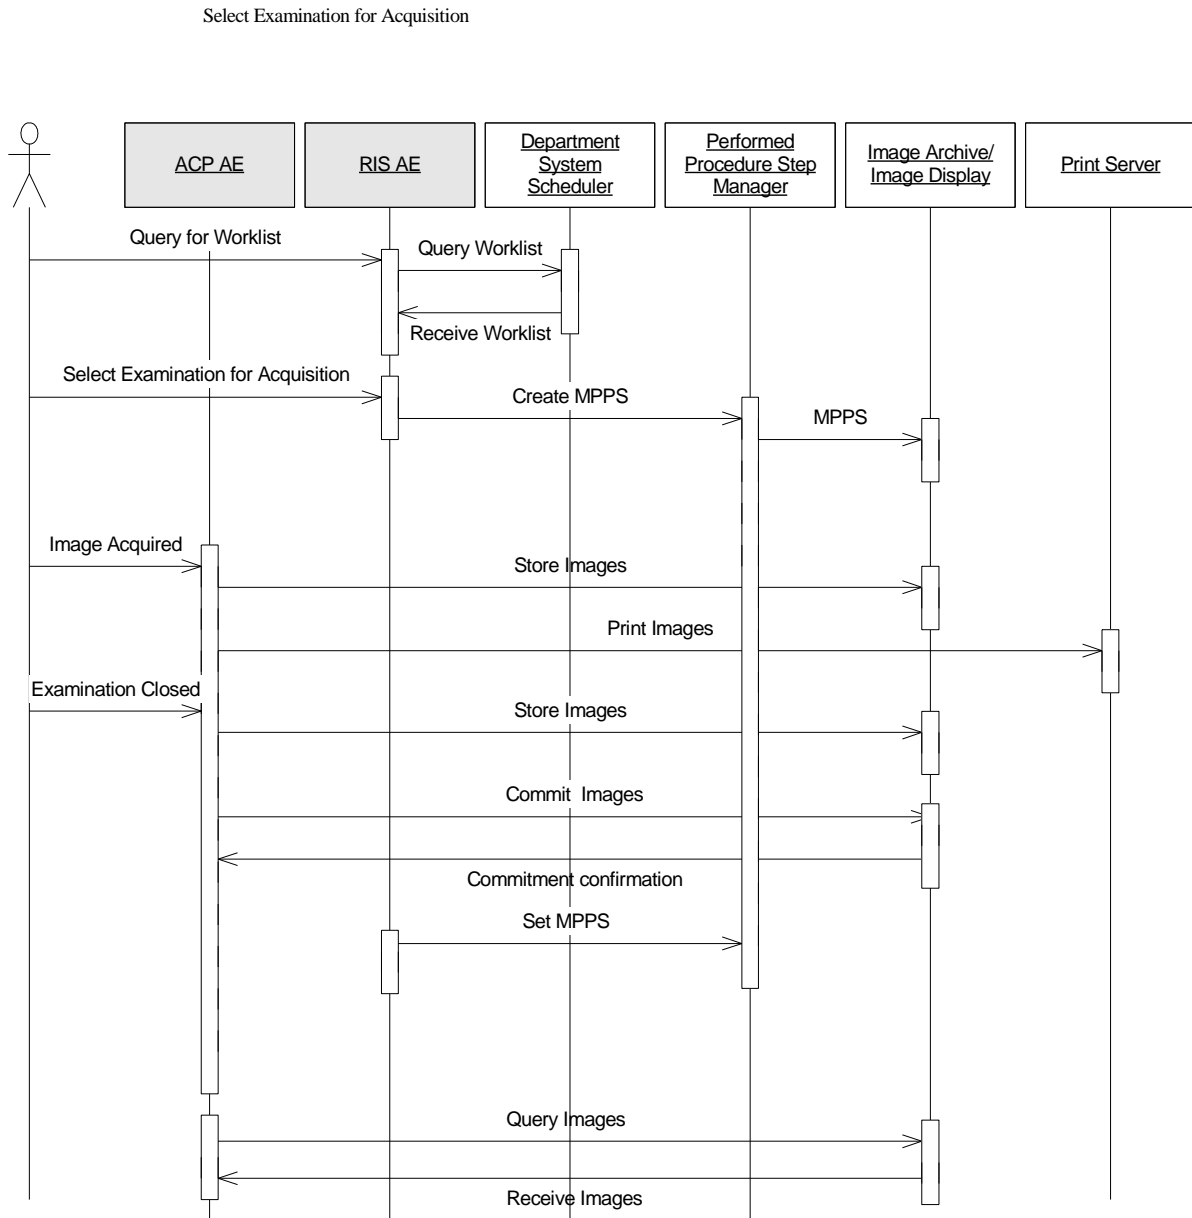 Select Examination for Acquisition
ACP AE
RIS AE
Department
System
Scheduler
Performed
Procedure Step
Manager
Image Archive/
Image Display
Print Server
Query for Worklist
Query Worklist
Receive Worklist
Select Examination for Acquisition
Create MPPS
MPPS
Image Acquired
Store Images
Print Images
Examination Closed
Store Images
Commit Images
Commitment confirmation
Set MPPS
Query Images
Receive Images